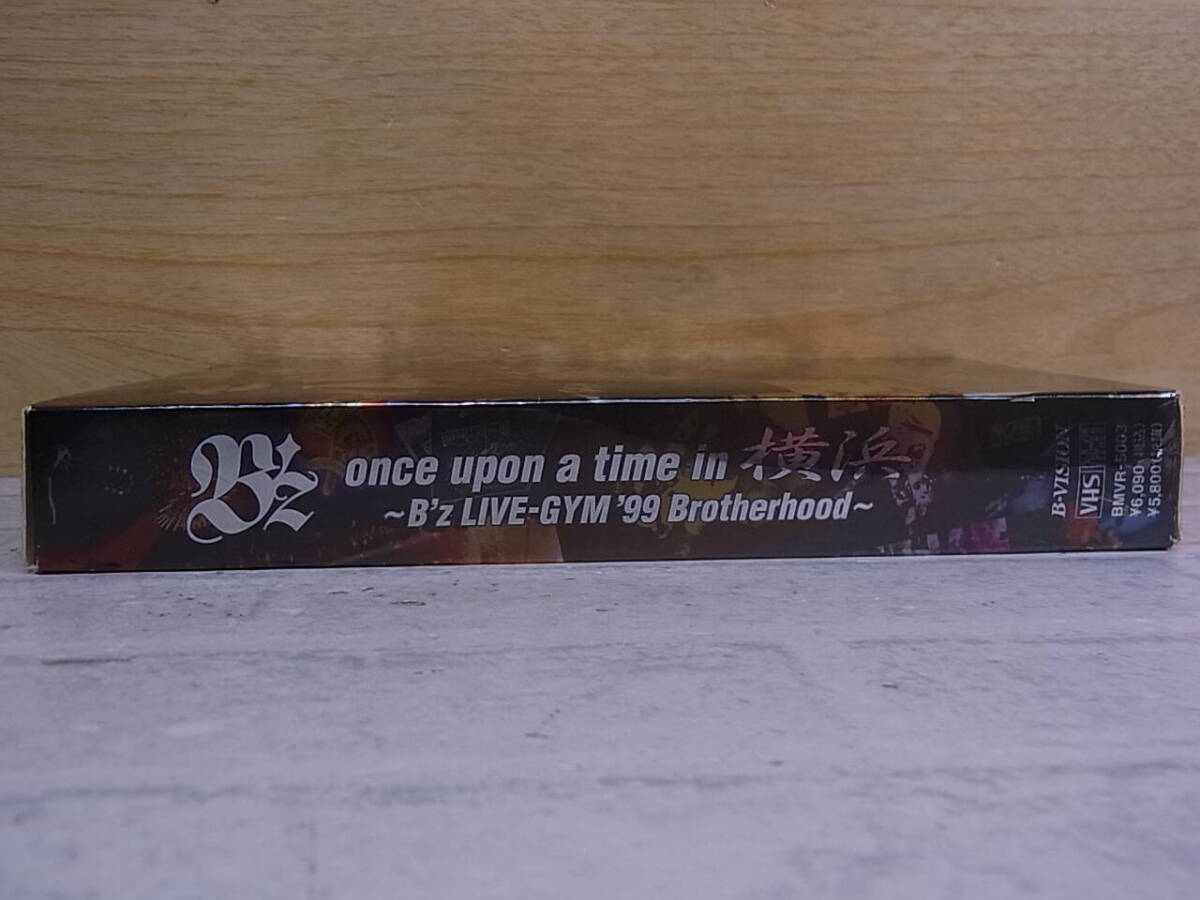 B'z
once upon a time in 横浜
~B'z LIVE-GYM '99 Brotherhood~
B-VISION
VHS
BMVR-5003
¥6,090
¥5,800